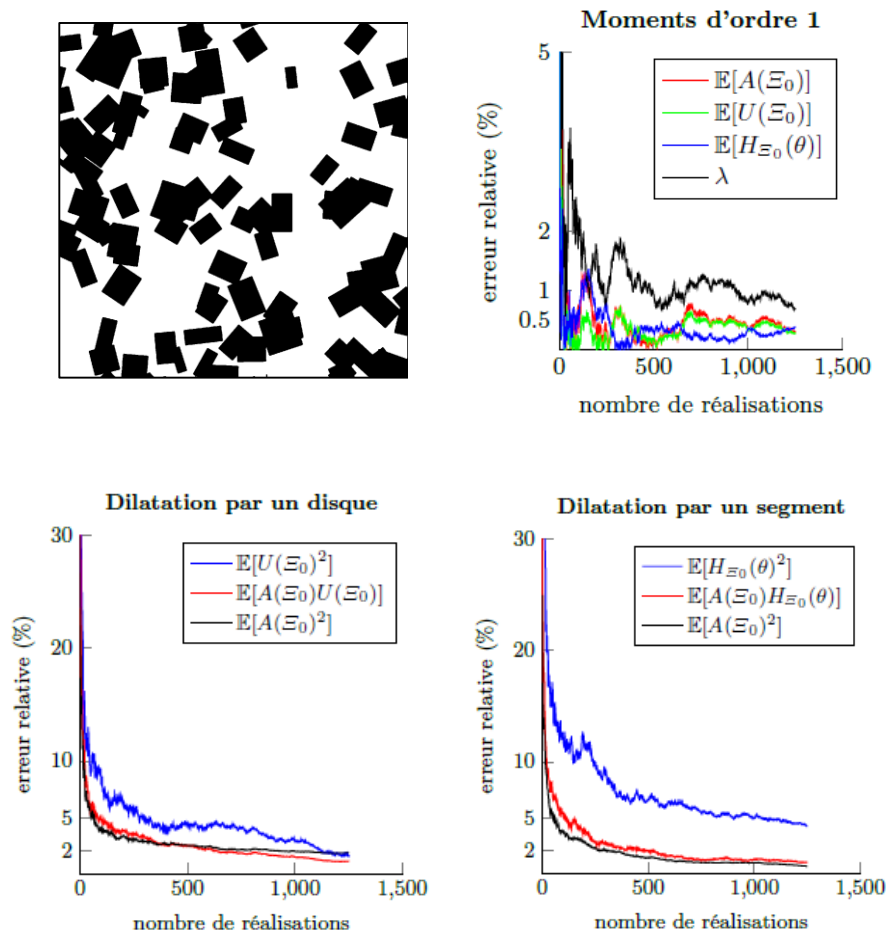 Moments d'ordre 1
5
2
1
0.5
erreur relative (%)
𝔼[A(Ξ₀)]
𝔼[U(Ξ₀)]
𝔼[H_Ξ₀(θ)]
λ
0
500
1,000
1,500
nombre de réalisations
Dilatation par un disque
30
20
10
5
2
erreur relative (%)
𝔼[U(Ξ₀)²]
𝔼[A(Ξ₀)U(Ξ₀)]
𝔼[A(Ξ₀)²]
0
500
1,000
1,500
nombre de réalisations
Dilatation par un segment
30
20
10
5
2
erreur relative (%)
𝔼[H_Ξ₀(θ)²]
𝔼[A(Ξ₀)H_Ξ₀(θ)]
𝔼[A(Ξ₀)²]
0
500
1,000
1,500
nombre de réalisations